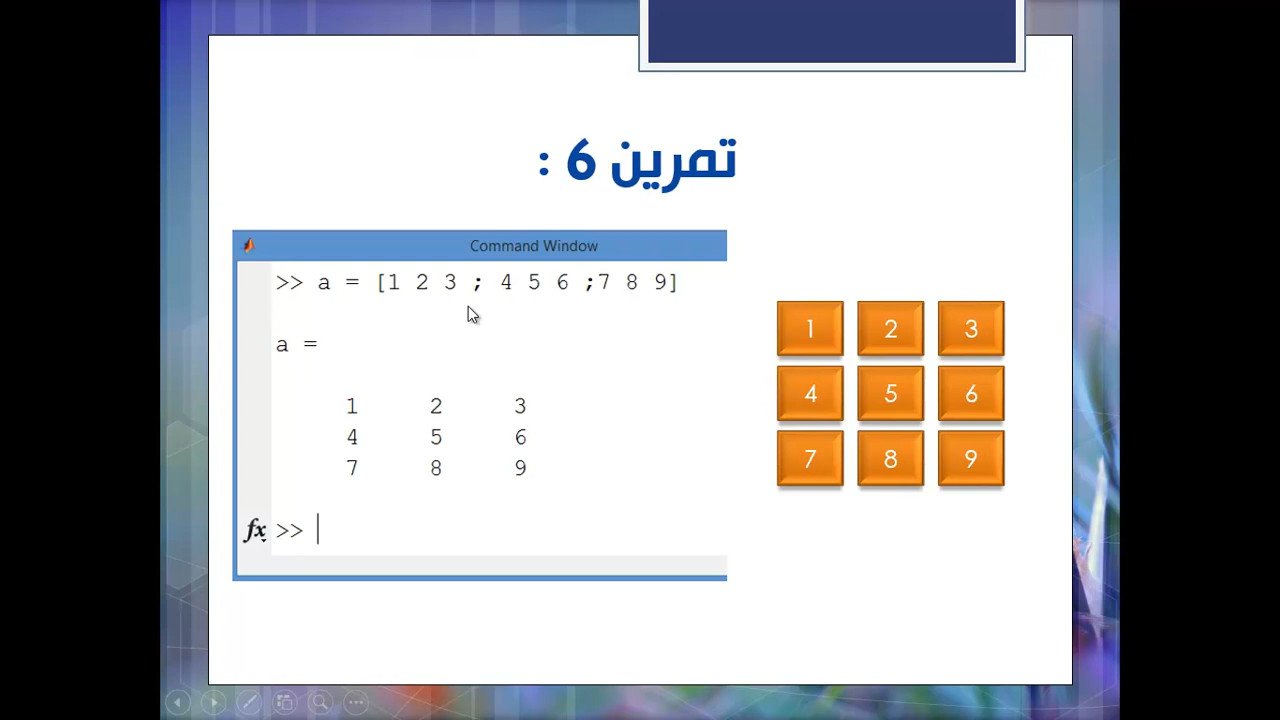 تمرين 6 :
Command Window
>> a = [1 2 3 ; 4 5 6 ;7 8 9]
a =
1 2 3
4 5 6
7 8 9
fx >>
1 2 3
4 5 6
7 8 9